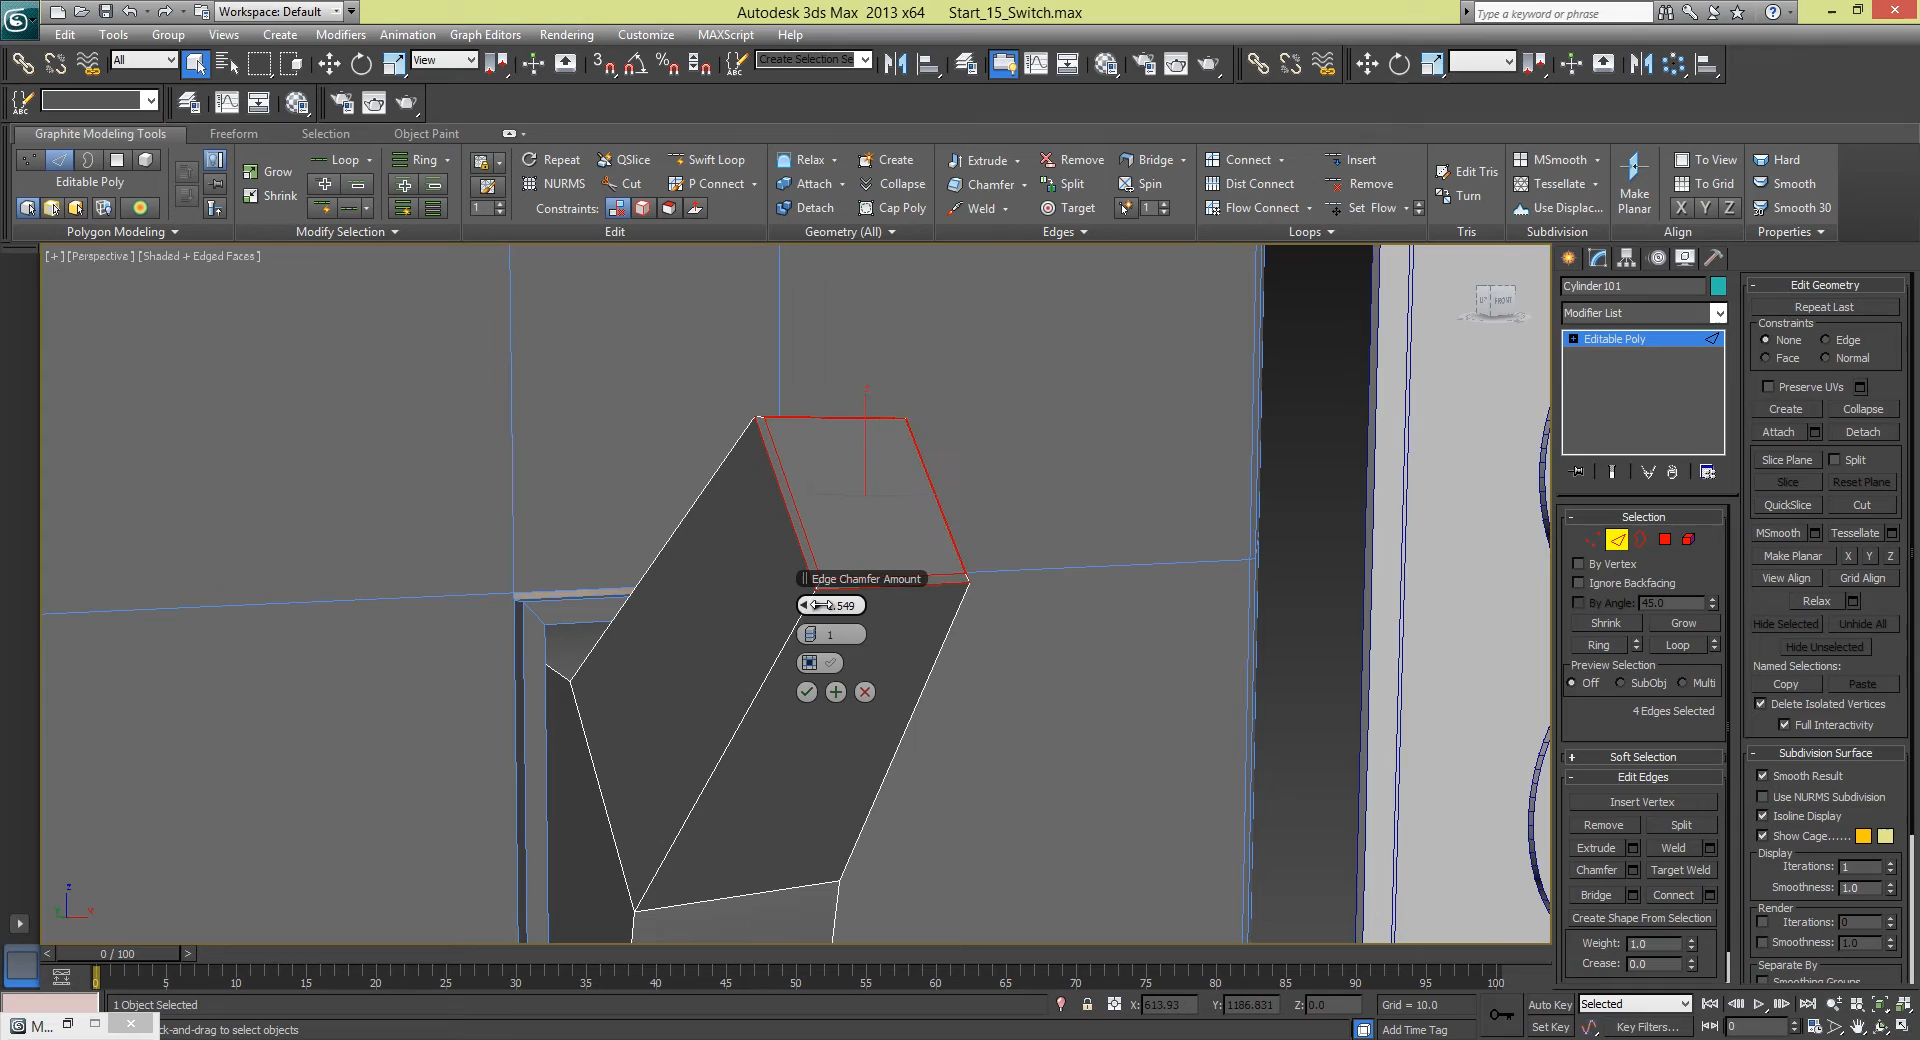 Workspace: Default
Autodesk 3ds Max 2013 x64 Start_15_Switch.max
Type a keyword or phrase
Edit Tools Group Views Create Modifiers Animation Graph Editors Rendering Customize MAXScript Help
All View Create Selection Se
Graphite Modeling Tools Freeform Selection Object Paint
Loop Ring Repeat QSlice Swift Loop Relax Create Extrude Remove Bridge Connect Insert MSmooth To View Hard
Grow Edit Tris
Editable Poly NURMS Cut P Connect Attach Collapse Chamfer Split Spin Dist Connect Remove Tessellate Make Planar To Grid Smooth
Shrink Turn
1 Constraints: Detach Cap Poly Weld Target 1 Flow Connect Set Flow Use Displac... X Y Z Smooth 30
Polygon Modeling Modify Selection Edit Geometry (All) Edges Loops Tris Subdivision Align Properties
[+] [Perspective] [Shaded + Edged Faces]
FRONT
Edge Chamfer Amount
549
1
Cylinder101
Modifier List
Editable Poly
Selection
By Vertex
Ignore Backfacing
By Angle: 45.0
Shrink Grow
Ring Loop
Preview Selection
Off SubObj Multi
4 Edges Selected
Soft Selection
Edit Edges
Insert Vertex
Remove Split
Extrude Weld
Chamfer Target Weld
Bridge Connect
Create Shape From Selection
Weight: 1.0
Crease: 0.0
Edit Geometry
Repeat Last
Constraints
None Edge
Face Normal
Preserve UVs
Create Collapse
Attach Detach
Slice Plane Split
Slice Reset Plane
QuickSlice Cut
MSmooth Tessellate
Make Planar X Y Z
View Align Grid Align
Relax
Hide Selected Unhide All
Hide Unselected
Named Selections:
Copy Paste
Delete Isolated Vertices
Full Interactivity
Subdivision Surface
Smooth Result
Use NURMS Subdivision
Isoline Display
Show Cage......
Display
Iterations: 1
Smoothness: 1.0
Render
Iterations: 0
Smoothness: 1.0
Separate By
0 / 100
0 5 10 15 20 25 30 35 40 45 50 55 60 65 70 75 80 85 90 95 100
1 Object Selected X: 613.93 Y: 1186.831 Z: 0.0 Grid = 10.0 Auto Key Selected
M... ck-and-drag to select objects Add Time Tag Set Key Key Filters... 0